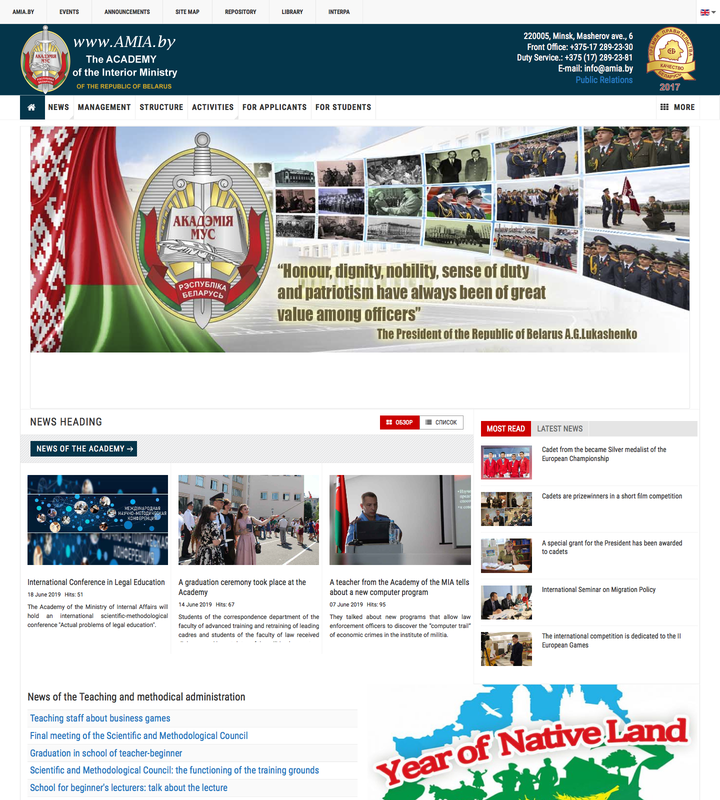 AMIA.BY EVENTS ANNOUNCEMENTS SITE MAP REPOSITORY LIBRARY INTERPA
АКАДЭМІЯ
МУС
www.AMIA.by
The ACADEMY
of the Interior Ministry
OF THE REPUBLIC OF BELARUS
220005, Minsk, Masherov ave., 6
Front Office: +375-17 289-23-30
Duty Service.: +375 (17) 289-23-81
E-mail: info@amia.by
Public Relations
КАЧЕСТВО
2017
NEWS MANAGEMENT STRUCTURE ACTIVITIES FOR APPLICANTS FOR STUDENTS MORE
АКАДЭМІЯ
МУС
РЭСПУБЛІКА
БЕЛАРУСЬ
“Honour, dignity, nobility, sense of duty
and patriotism have always been of great
value among officers”
The President of the Republic of Belarus A.G.Lukashenko
NEWS HEADING
ОБЗОР СПИСОК
NEWS OF THE ACADEMY
МЕЖДУНАРОДНАЯ
НАУЧНО-МЕТОДИЧЕСКАЯ
КОНФЕРЕНЦИЯ
International Conference in Legal Education
18 June 2019 Hits: 51
The Academy of the Ministry of Internal Affairs will
hold an international scientific-methodological
conference "Actual problems of legal education".
A graduation ceremony took place at the
Academy
14 June 2019 Hits: 67
Students of the correspondence department of the
faculty of advanced training and retraining of leading
cadres and students of the faculty of law received
A teacher from the Academy of the MIA tells
about a new computer program
07 June 2019 Hits: 95
They talked about new programs that allow law
enforcement officers to discover the "computer trail"
of economic crimes in the institute of militia.
MOST READ LATEST NEWS
Cadet from the became Silver medalist of the
European Championship
Cadets are prizewinners in a short film competition
A special grant for the President has been awarded
to cadets
International Seminar on Migration Policy
The international competition is dedicated to the II
European Games
News of the Teaching and methodical administration
Teaching staff about business games
Final meeting of the Scientific and Methodological Council
Graduation in school of teacher-beginner
Scientific and Methodological Council: the functioning of the training grounds
School for beginner's lecturers: talk about the lecture
Year of Native Land